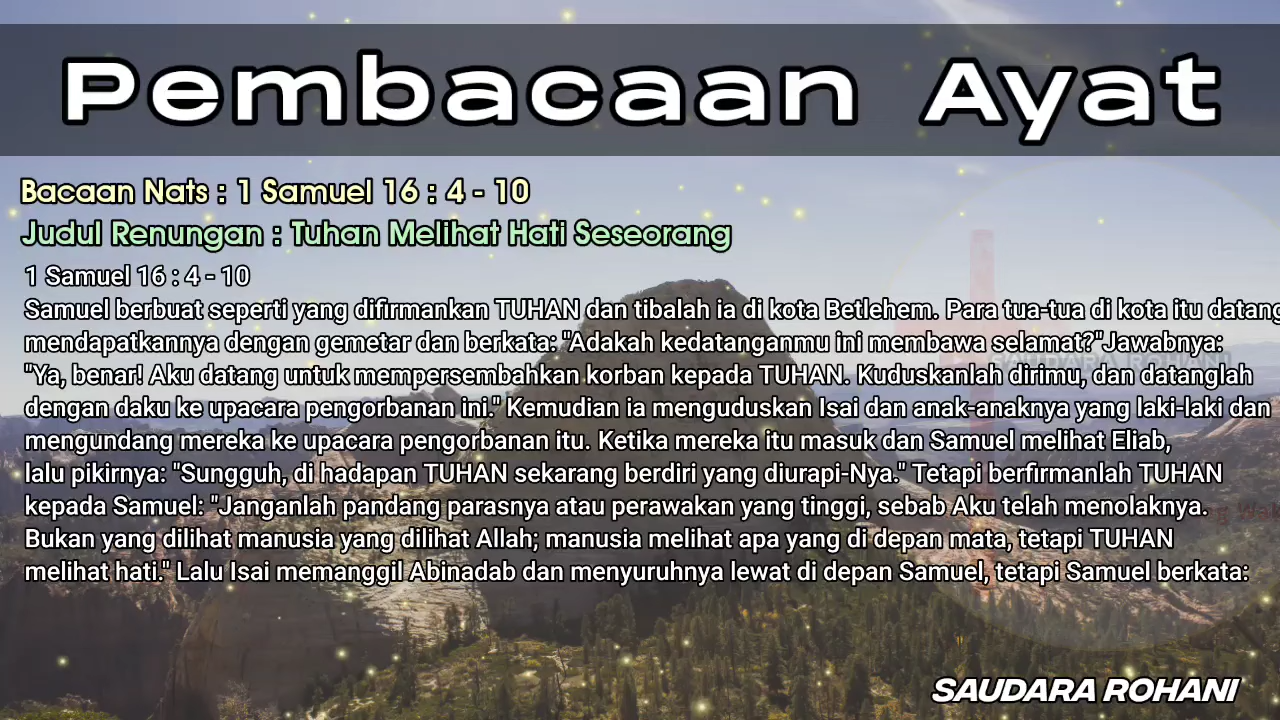 Pembacaan Ayat
Bacaan Nats : 1 Samuel 16 : 4 - 10
Judul Renungan : Tuhan Melihat Hati Seseorang
1 Samuel 16 : 4 - 10
Samuel berbuat seperti yang difirmankan TUHAN dan tibalah ia di kota Betlehem. Para tua-tua di kota itu datang
mendapatkannya dengan gemetar dan berkata: "Adakah kedatanganmu ini membawa selamat?"Jawabnya:
"Ya, benar! Aku datang untuk mempersembahkan korban kepada TUHAN. Kuduskanlah dirimu, dan datanglah
dengan daku ke upacara pengorbanan ini." Kemudian ia menguduskan Isai dan anak-anaknya yang laki-laki dan
mengundang mereka ke upacara pengorbanan itu. Ketika mereka itu masuk dan Samuel melihat Eliab,
lalu pikirnya: "Sungguh, di hadapan TUHAN sekarang berdiri yang diurapi-Nya." Tetapi berfirmanlah TUHAN
kepada Samuel: "Janganlah pandang parasnya atau perawakan yang tinggi, sebab Aku telah menolaknya.
Bukan yang dilihat manusia yang dilihat Allah; manusia melihat apa yang di depan mata, tetapi TUHAN
melihat hati." Lalu Isai memanggil Abinadab dan menyuruhnya lewat di depan Samuel, tetapi Samuel berkata:
SAUDARA ROHANI